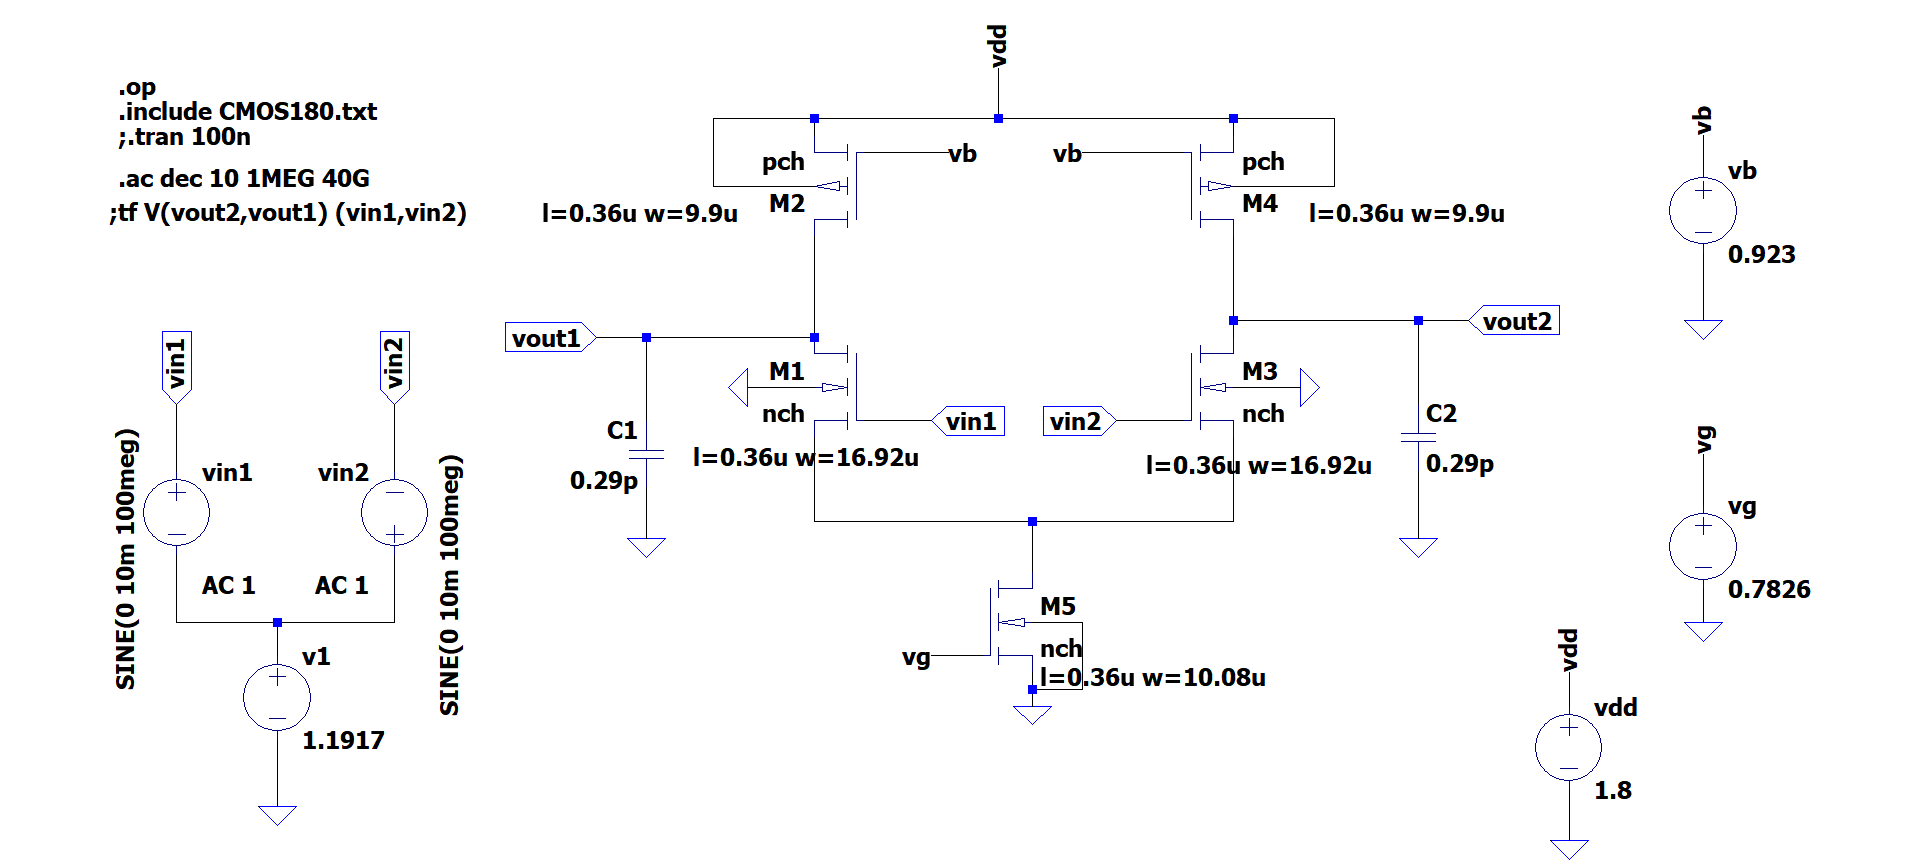 .op
.include CMOS180.txt
;.tran 100n
.ac dec 10 1MEG 40G
;tf V(vout2,vout1) (vin1,vin2)
vdd
pch
vb
vb
pch
M2
M4
l=0.36u w=9.9u
l=0.36u w=9.9u
vb
vb
0.923
vin1
vin2
vout1
vout2
M1
M3
nch
vin1
vin2
nch
C1
C2
l=0.36u w=16.92u
l=0.36u w=16.92u
0.29p
0.29p
vg
vg
0.7826
vin1
vin2
SINE(0 10m 100meg)
SINE(0 10m 100meg)
AC 1
AC 1
v1
1.1917
M5
nch
vg
l=0.36u w=10.08u
vdd
vdd
1.8